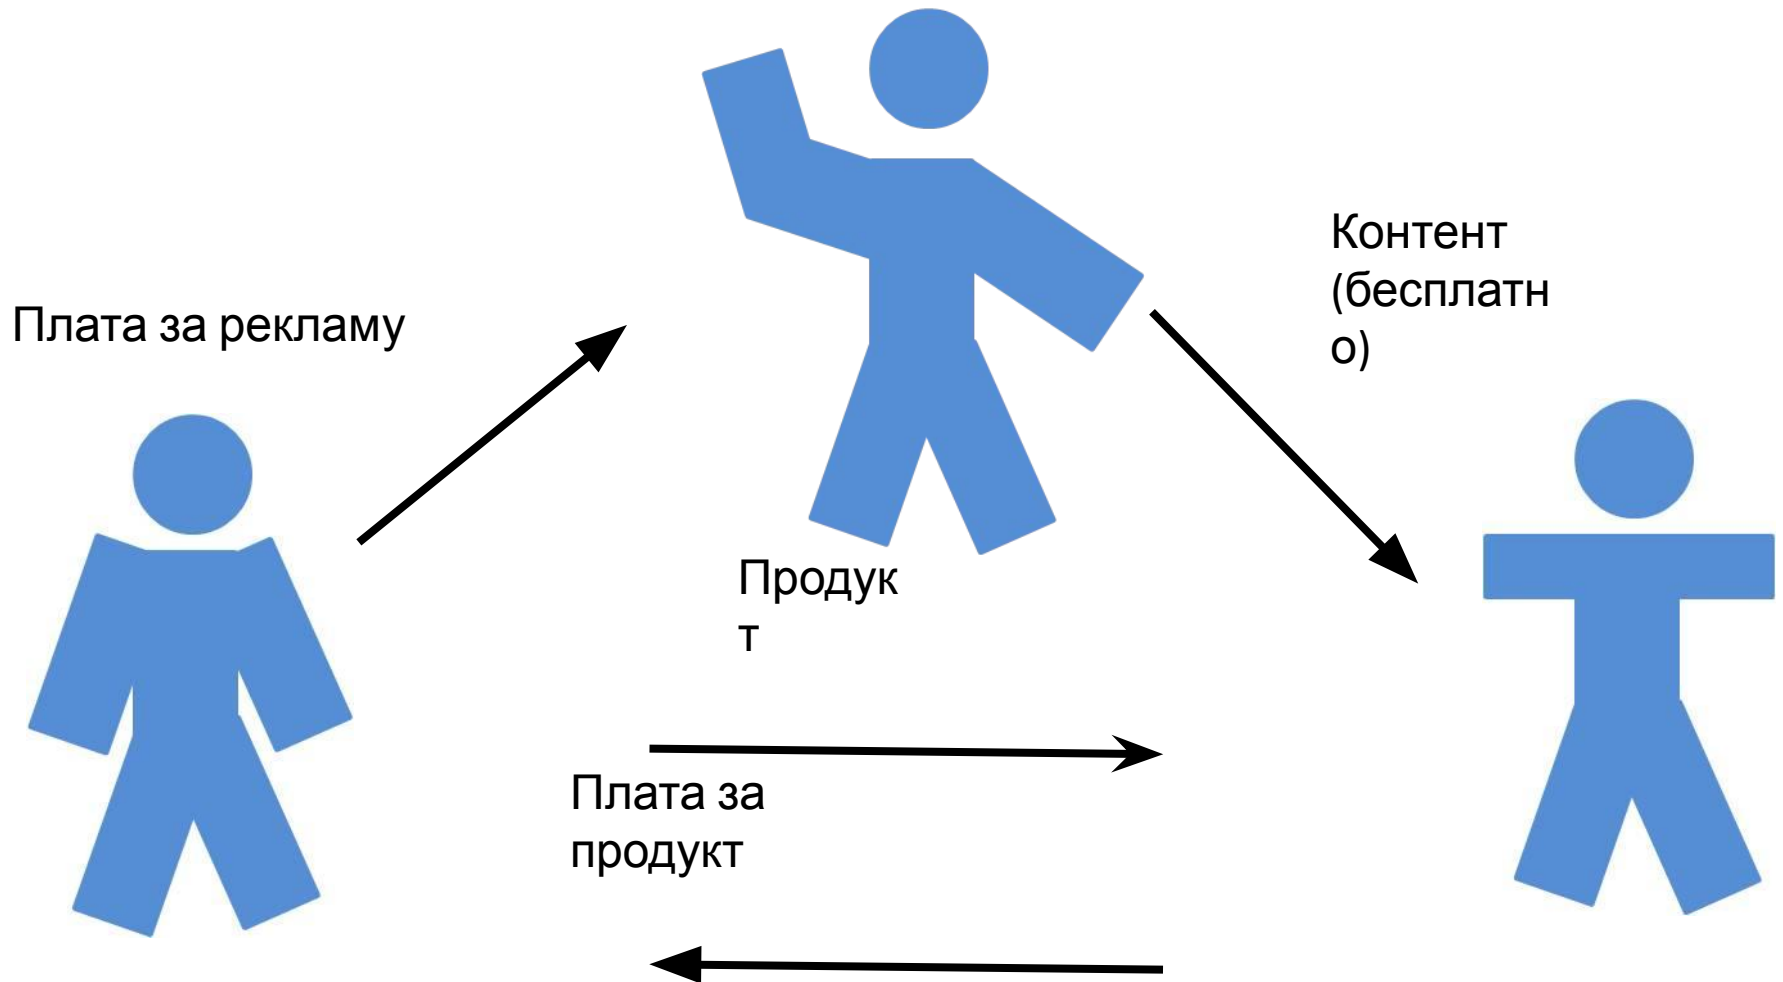 Контент
(бесплатн
о)
Плата за рекламу
Продук
т
Плата за
продукт